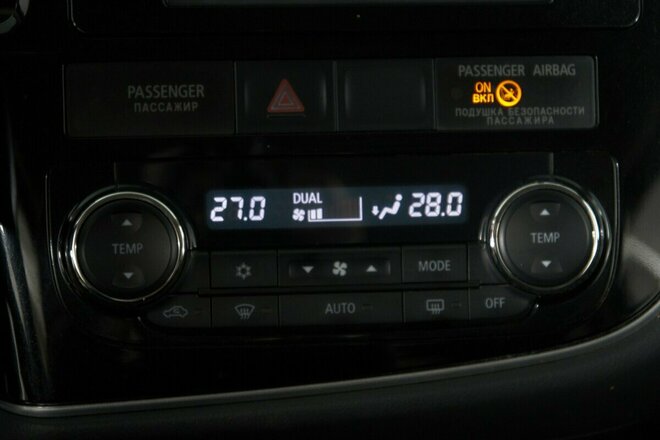 PASSENGER
ПАССАЖИР
PASSENGER AIRBAG
ON
ВКЛ
ПОДУШКА БЕЗОПАСНОСТИ
ПАССАЖИРА
27.0 DUAL 28.0
TEMP
TEMP
MODE
AUTO
OFF